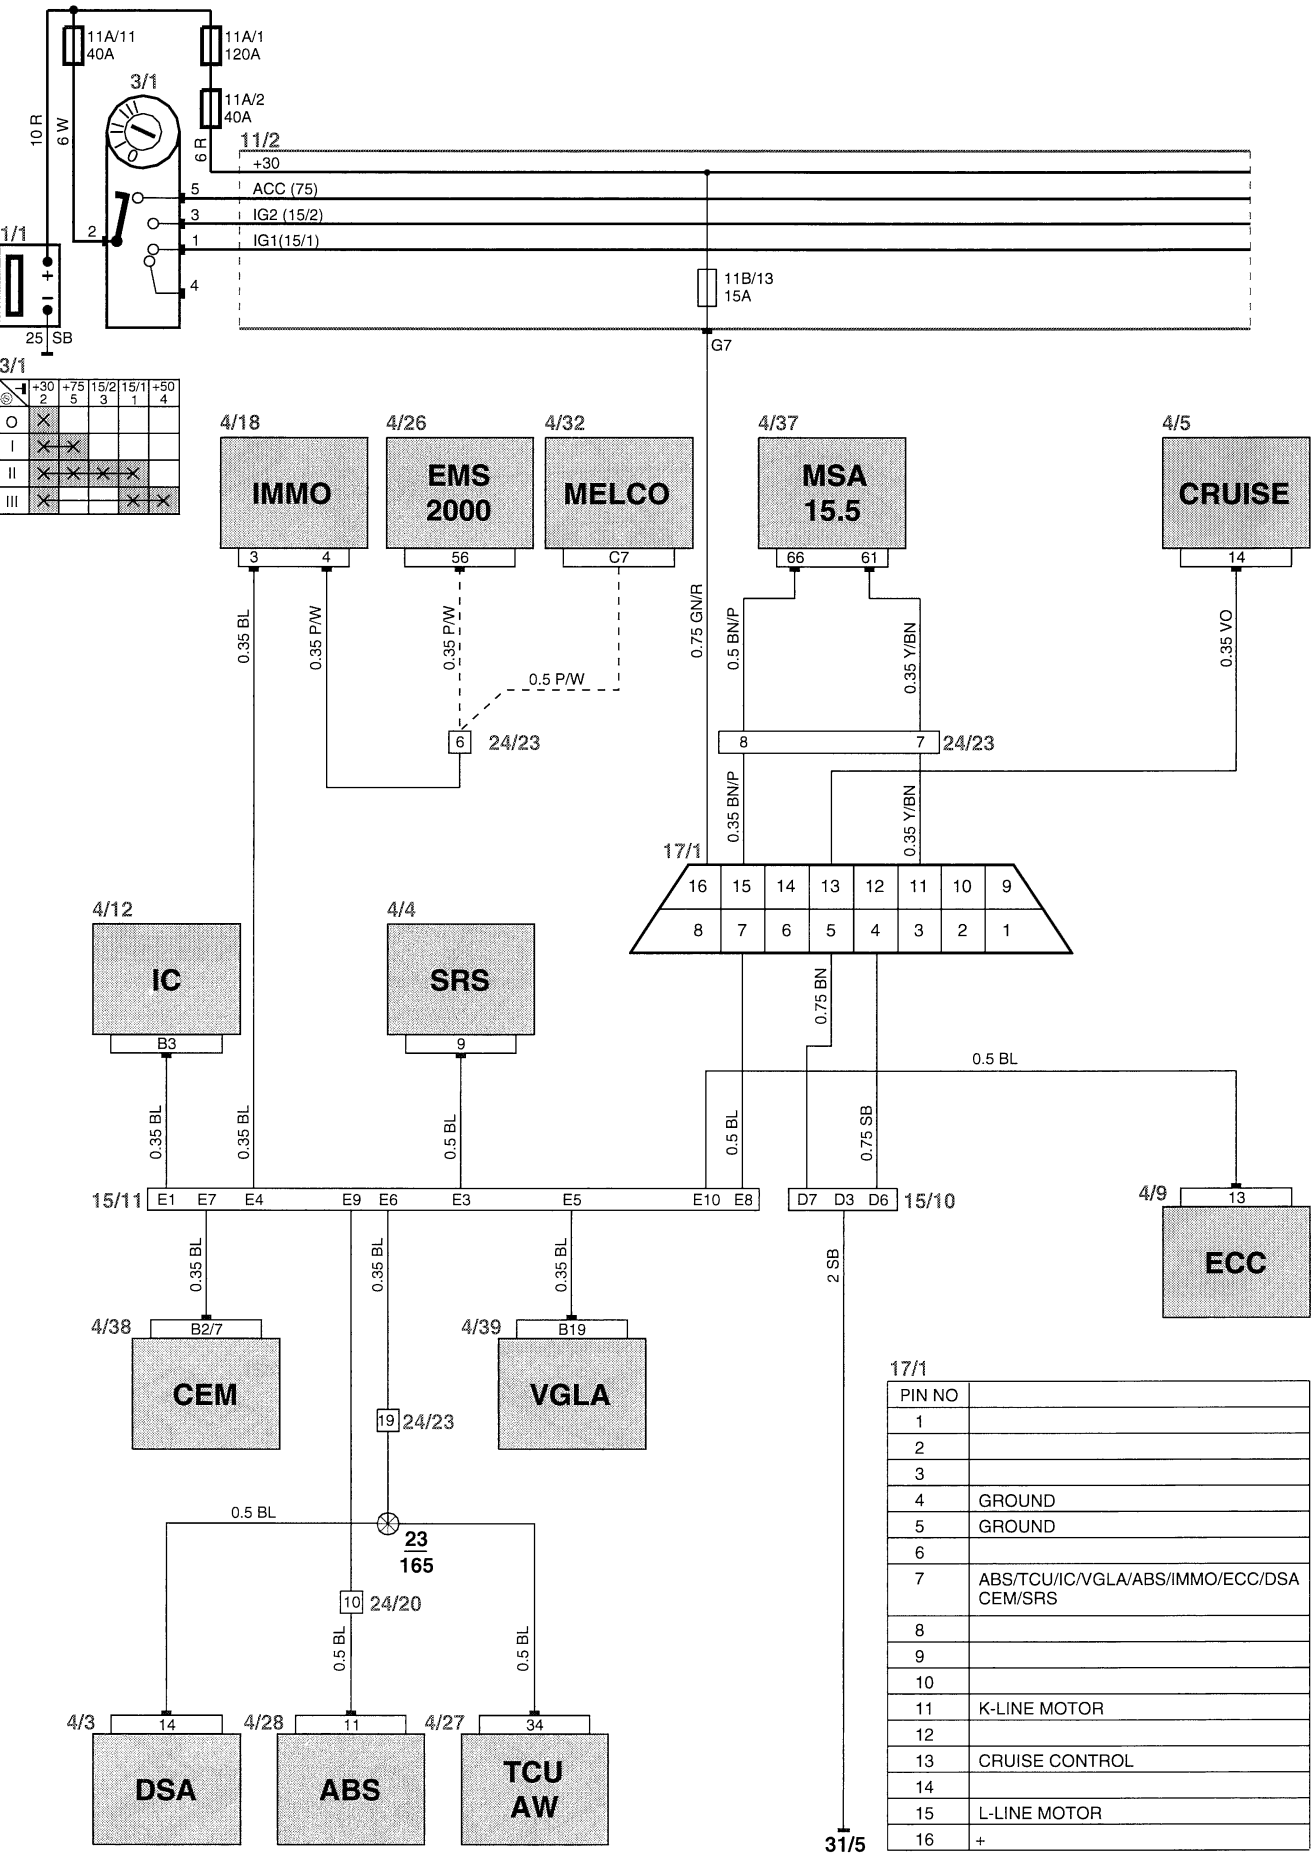 11A/11
40A
11A/1
120A
3/1
11A/2
40A
10 R
6 W
6 R
11/2
+30
5 ACC (75)
3 IG2 (15/2)
2
1 IG1(15/1)
4
1/1
+
−
25 SB
11B/13
15A
G7
3/1
+30 +75 15/2 15/1 +50
2 5 3 1 4
O
I
II
III
4/18 4/26 4/32 4/37 4/5
IMMO
EMS
2000
MELCO
MSA
15.5
CRUISE
3 4 56 C7 66 61 14
0.35 BL
0.35 P/W
0.35 P/W
0.5 P/W
0.75 GN/R
0.5 BN/P
0.35 Y/BN
0.35 VO
6 24/23
8 7 24/23
0.35 BN/P
0.35 Y/BN
17/1
16 15 14 13 12 11 10 9
8 7 6 5 4 3 2 1
4/12 4/4
IC
SRS
B3 9
0.75 BN
0.5 BL
0.35 BL
0.35 BL
0.5 BL
0.5 BL
0.75 SB
15/11 E1 E7 E4 E9 E6 E3 E5 E10 E8
D7 D3 D6 15/10
4/9 13
ECC
0.35 BL
0.35 BL
0.35 BL
2 SB
4/38 B2/7
CEM
4/39 B19
VGLA
19 24/23
0.5 BL
23
165
10 24/20
0.5 BL
0.5 BL
4/3 14
DSA
4/28 11
ABS
4/27 34
TCU
AW
31/5
17/1
PIN NO
1
2
3
4 GROUND
5 GROUND
6
7 ABS/TCU/IC/VGLA/ABS/IMMO/ECC/DSA
CEM/SRS
8
9
10
11 K-LINE MOTOR
12
13 CRUISE CONTROL
14
15 L-LINE MOTOR
16 +